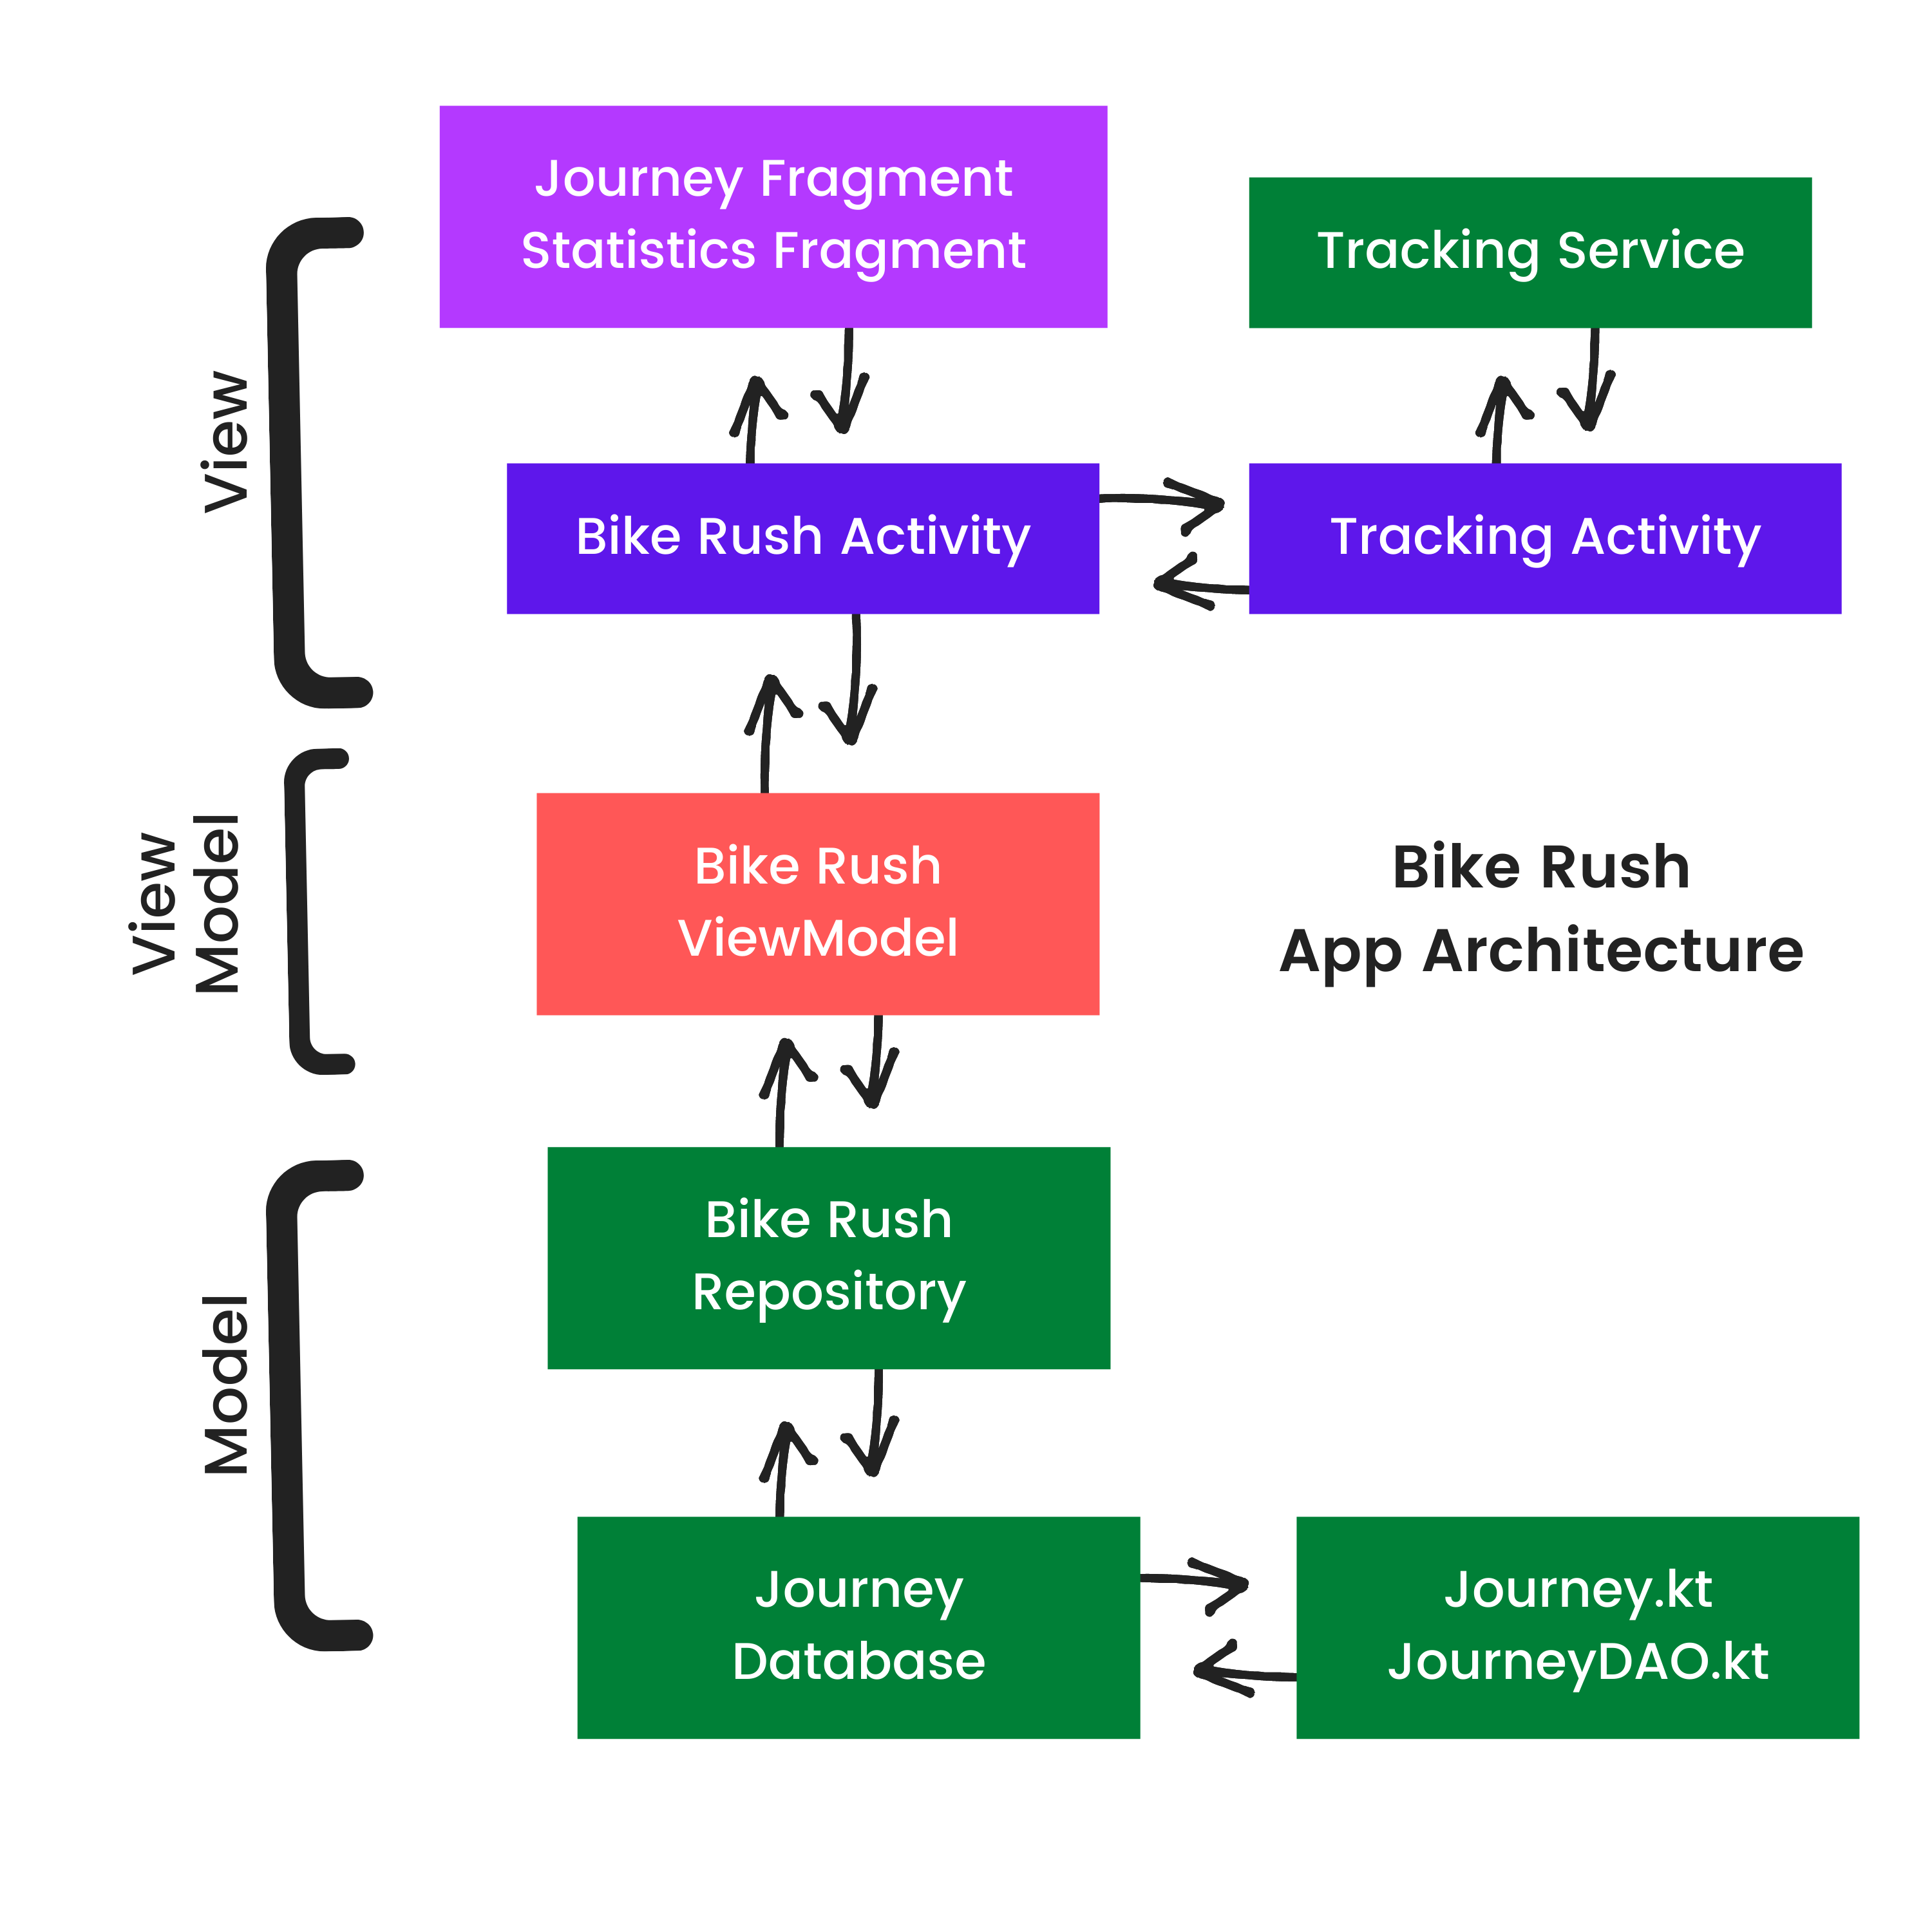 Journey Fragment
Statistics Fragment
Tracking Service
View
Bike Rush Activity
Tracking Activity
View
Model
Bike Rush
ViewModel
Bike Rush
App Architecture
Model
Bike Rush
Repository
Journey
Database
Journey.kt
JourneyDAO.kt